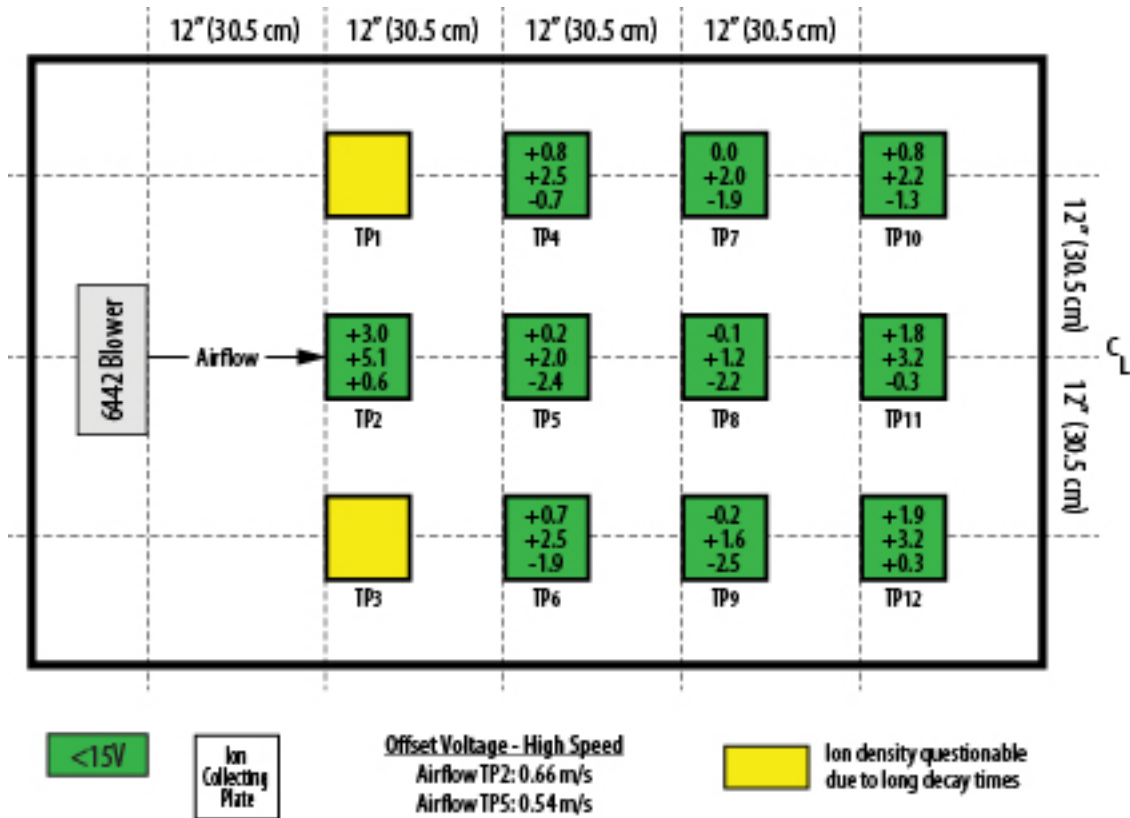 12" (30.5 cm) 12" (30.5 cm) 12" (30.5 cm) 12" (30.5 cm)
+0.8 0.0 +0.8
+2.5 +2.0 +2.2
-0.7 -1.9 -1.3
TP1 TP4 TP7 TP10
12" (30.5 cm)
6442 Blower
Airflow
+3.0 +0.2 -0.1 +1.8
+5.1 +2.0 +1.2 +3.2
+0.6 -2.4 -2.2 -0.3
TP2 TP5 TP8 TP11
CL
12" (30.5 cm)
+0.7 -0.2 +1.9
+2.5 +1.6 +3.2
-1.9 -2.5 +0.3
TP3 TP6 TP9 TP12
<15V
Ion
Collecting
Plate
Offset Voltage - High Speed
Airflow TP2: 0.66 m/s
Airflow TP5: 0.54 m/s
Ion density questionable
due to long decay times